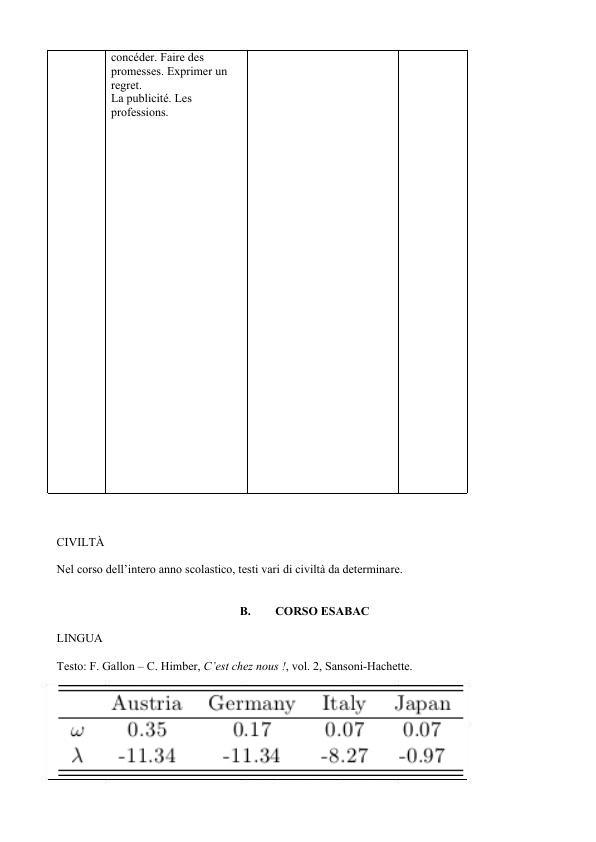 concéder. Faire des
promesses. Exprimer un
regret.
La publicité. Les
professions.
CIVILTÀ
Nel corso dell’intero anno scolastico, testi vari di civiltà da determinare.
B. CORSO ESABAC
LINGUA
Testo: F. Gallon – C. Himber, C’est chez nous !, vol. 2, Sansoni-Hachette.
Austria Germany Italy Japan
ω 0.35 0.17 0.07 0.07
λ -11.34 -11.34 -8.27 -0.97